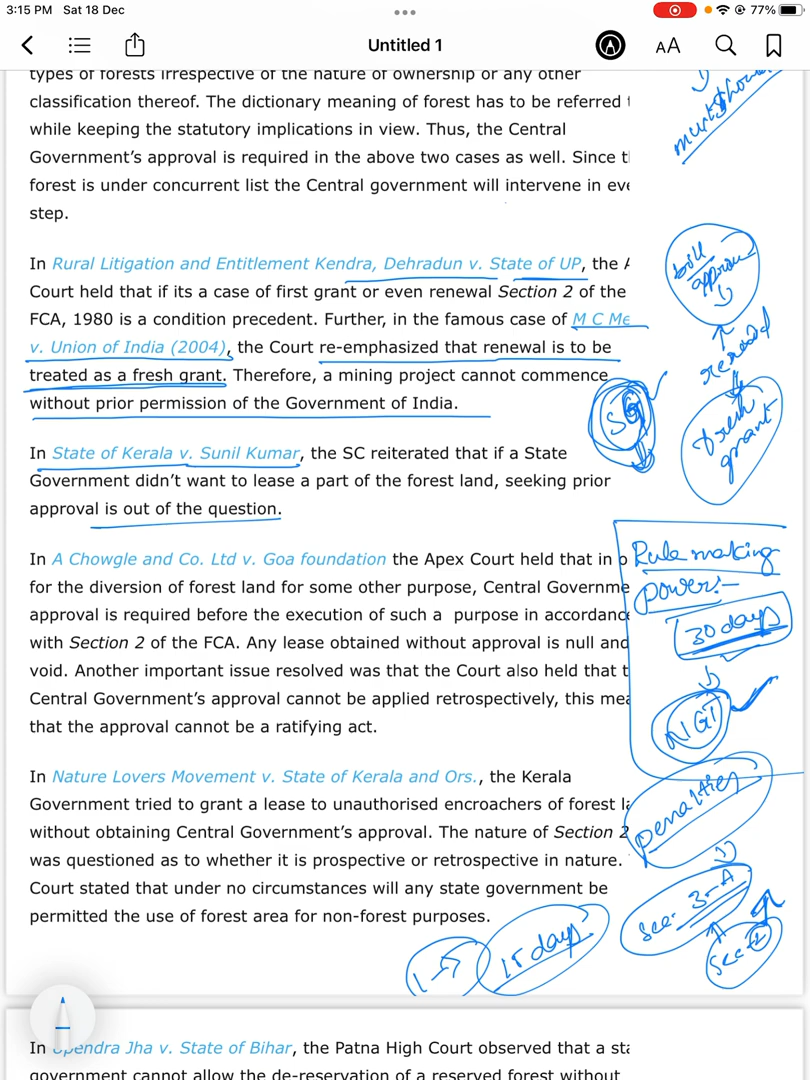 3:15 PM Sat 18 Dec
77%
Untitled 1
AA
types of forests irrespective of the nature of ownership or any other
classification thereof. The dictionary meaning of forest has to be referred
while keeping the statutory implications in view. Thus, the Central
Government’s approval is required in the above two cases as well. Since
forest is under concurrent list the Central government will intervene in
step.
In Rural Litigation and Entitlement Kendra, Dehradun v. State of UP, the
Court held that if its a case of first grant or even renewal Section 2 of the
FCA, 1980 is a condition precedent. Further, in the famous case of M C
v. Union of India (2004), the Court re-emphasized that renewal is to be
treated as a fresh grant. Therefore, a mining project cannot commence
without prior permission of the Government of India.
In State of Kerala v. Sunil Kumar, the SC reiterated that if a State
Government didn’t want to lease a part of the forest land, seeking prior
approval is out of the question.
In A Chowgle and Co. Ltd v. Goa foundation the Apex Court held that in
for the diversion of forest land for some other purpose, Central
approval is required before the execution of such a purpose in
with Section 2 of the FCA. Any lease obtained without approval is null and
void. Another important issue resolved was that the Court also held that
Central Government’s approval cannot be applied retrospectively, this
that the approval cannot be a ratifying act.
In Nature Lovers Movement v. State of Kerala and Ors., the Kerala
Government tried to grant a lease to unauthorised encroachers of forest
without obtaining Central Government’s approval. The nature of Section 2
was questioned as to whether it is prospective or retrospective in nature.
Court stated that under no circumstances will any state government be
permitted the use of forest area for non-forest purposes.
In Upendra Jha v. State of Bihar, the Patna High Court observed that a
government cannot allow the de-reservation of a reserved forest without
bill
fresh
grant
SG
Rule making
powers:-
30 days
NGT
penalties
Sec. 3-A
Sec 2
15 days